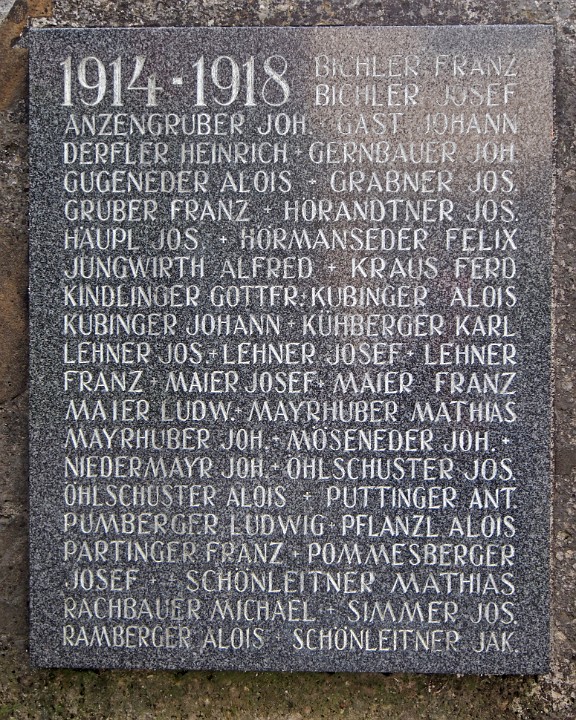 1914 - 1918 BICHLER FRANZ
BICHLER JOSEF
ANZENGRUBER JOH. GAST JOHANN
DERFLER HEINRICH + GERNBAUER JOH.
GUGENEDER ALOIS + GRABNER JOS.
GRUBER FRANZ + HÖRANDTNER JOS.
HÄUPL JOS. + HÖRMANSEDER FELIX
JUNGWIRTH ALFRED + KRAUS FERD.
KINDLINGER GOTTFR. + KUBINGER ALOIS
KUBINGER JOHANN + KÜHBERGER KARL
LEHNER JOS. + LEHNER JOSEF + LEHNER
FRANZ + MAIER JOSEF + MAIER FRANZ
MAIER LUDW. + MAYRHUBER MATHIAS
MAYRHUBER JOH. + MÖSENEDER JOH. +
NIEDERMAYR JOH + ÖHLSCHUSTER JOS.
ÖHLSCHUSTER ALOIS + PUTTINGER ANT.
PUMBERGER LUDWIG + PFLANZL ALOIS
PARTINGER FRANZ + POMMESBERGER
JOSEF + + SCHÖNLEITNER MATHIAS
RACHBAUER MICHAEL + SIMMER JOS.
RAMBERGER ALOIS + SCHÖNLEITNER JAK.